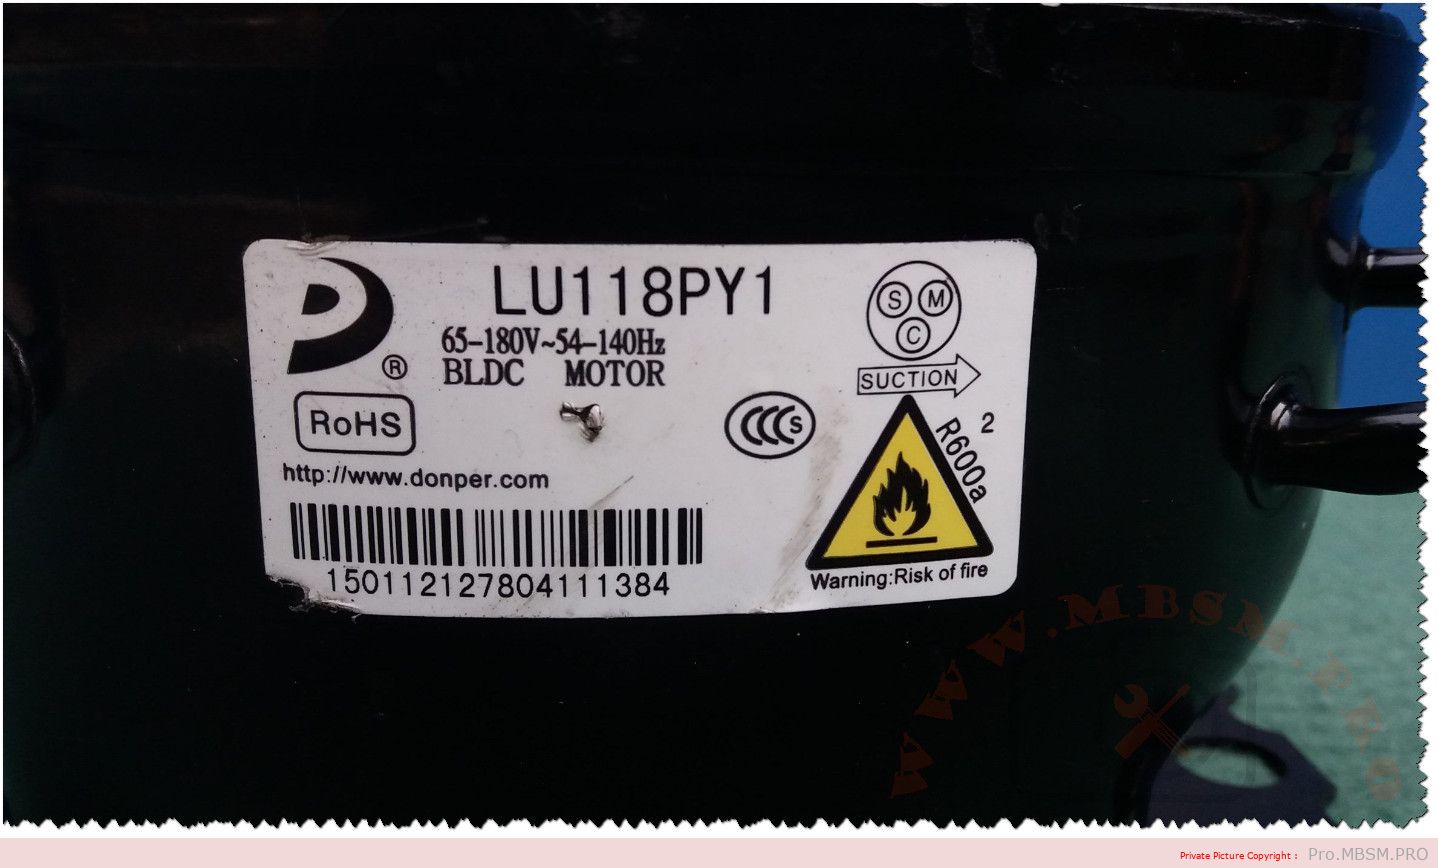 LU118PY1
65-180V~54-140Hz
BLDC MOTOR
®
RoHS
http://www.donper.com
150112127804111384
S M
C
SUCTION
CCC S
2
R600a
Warning:Risk of fire
WWW.MBSM.PRO
Private Picture Copyright : Pro.MBSM.PRO